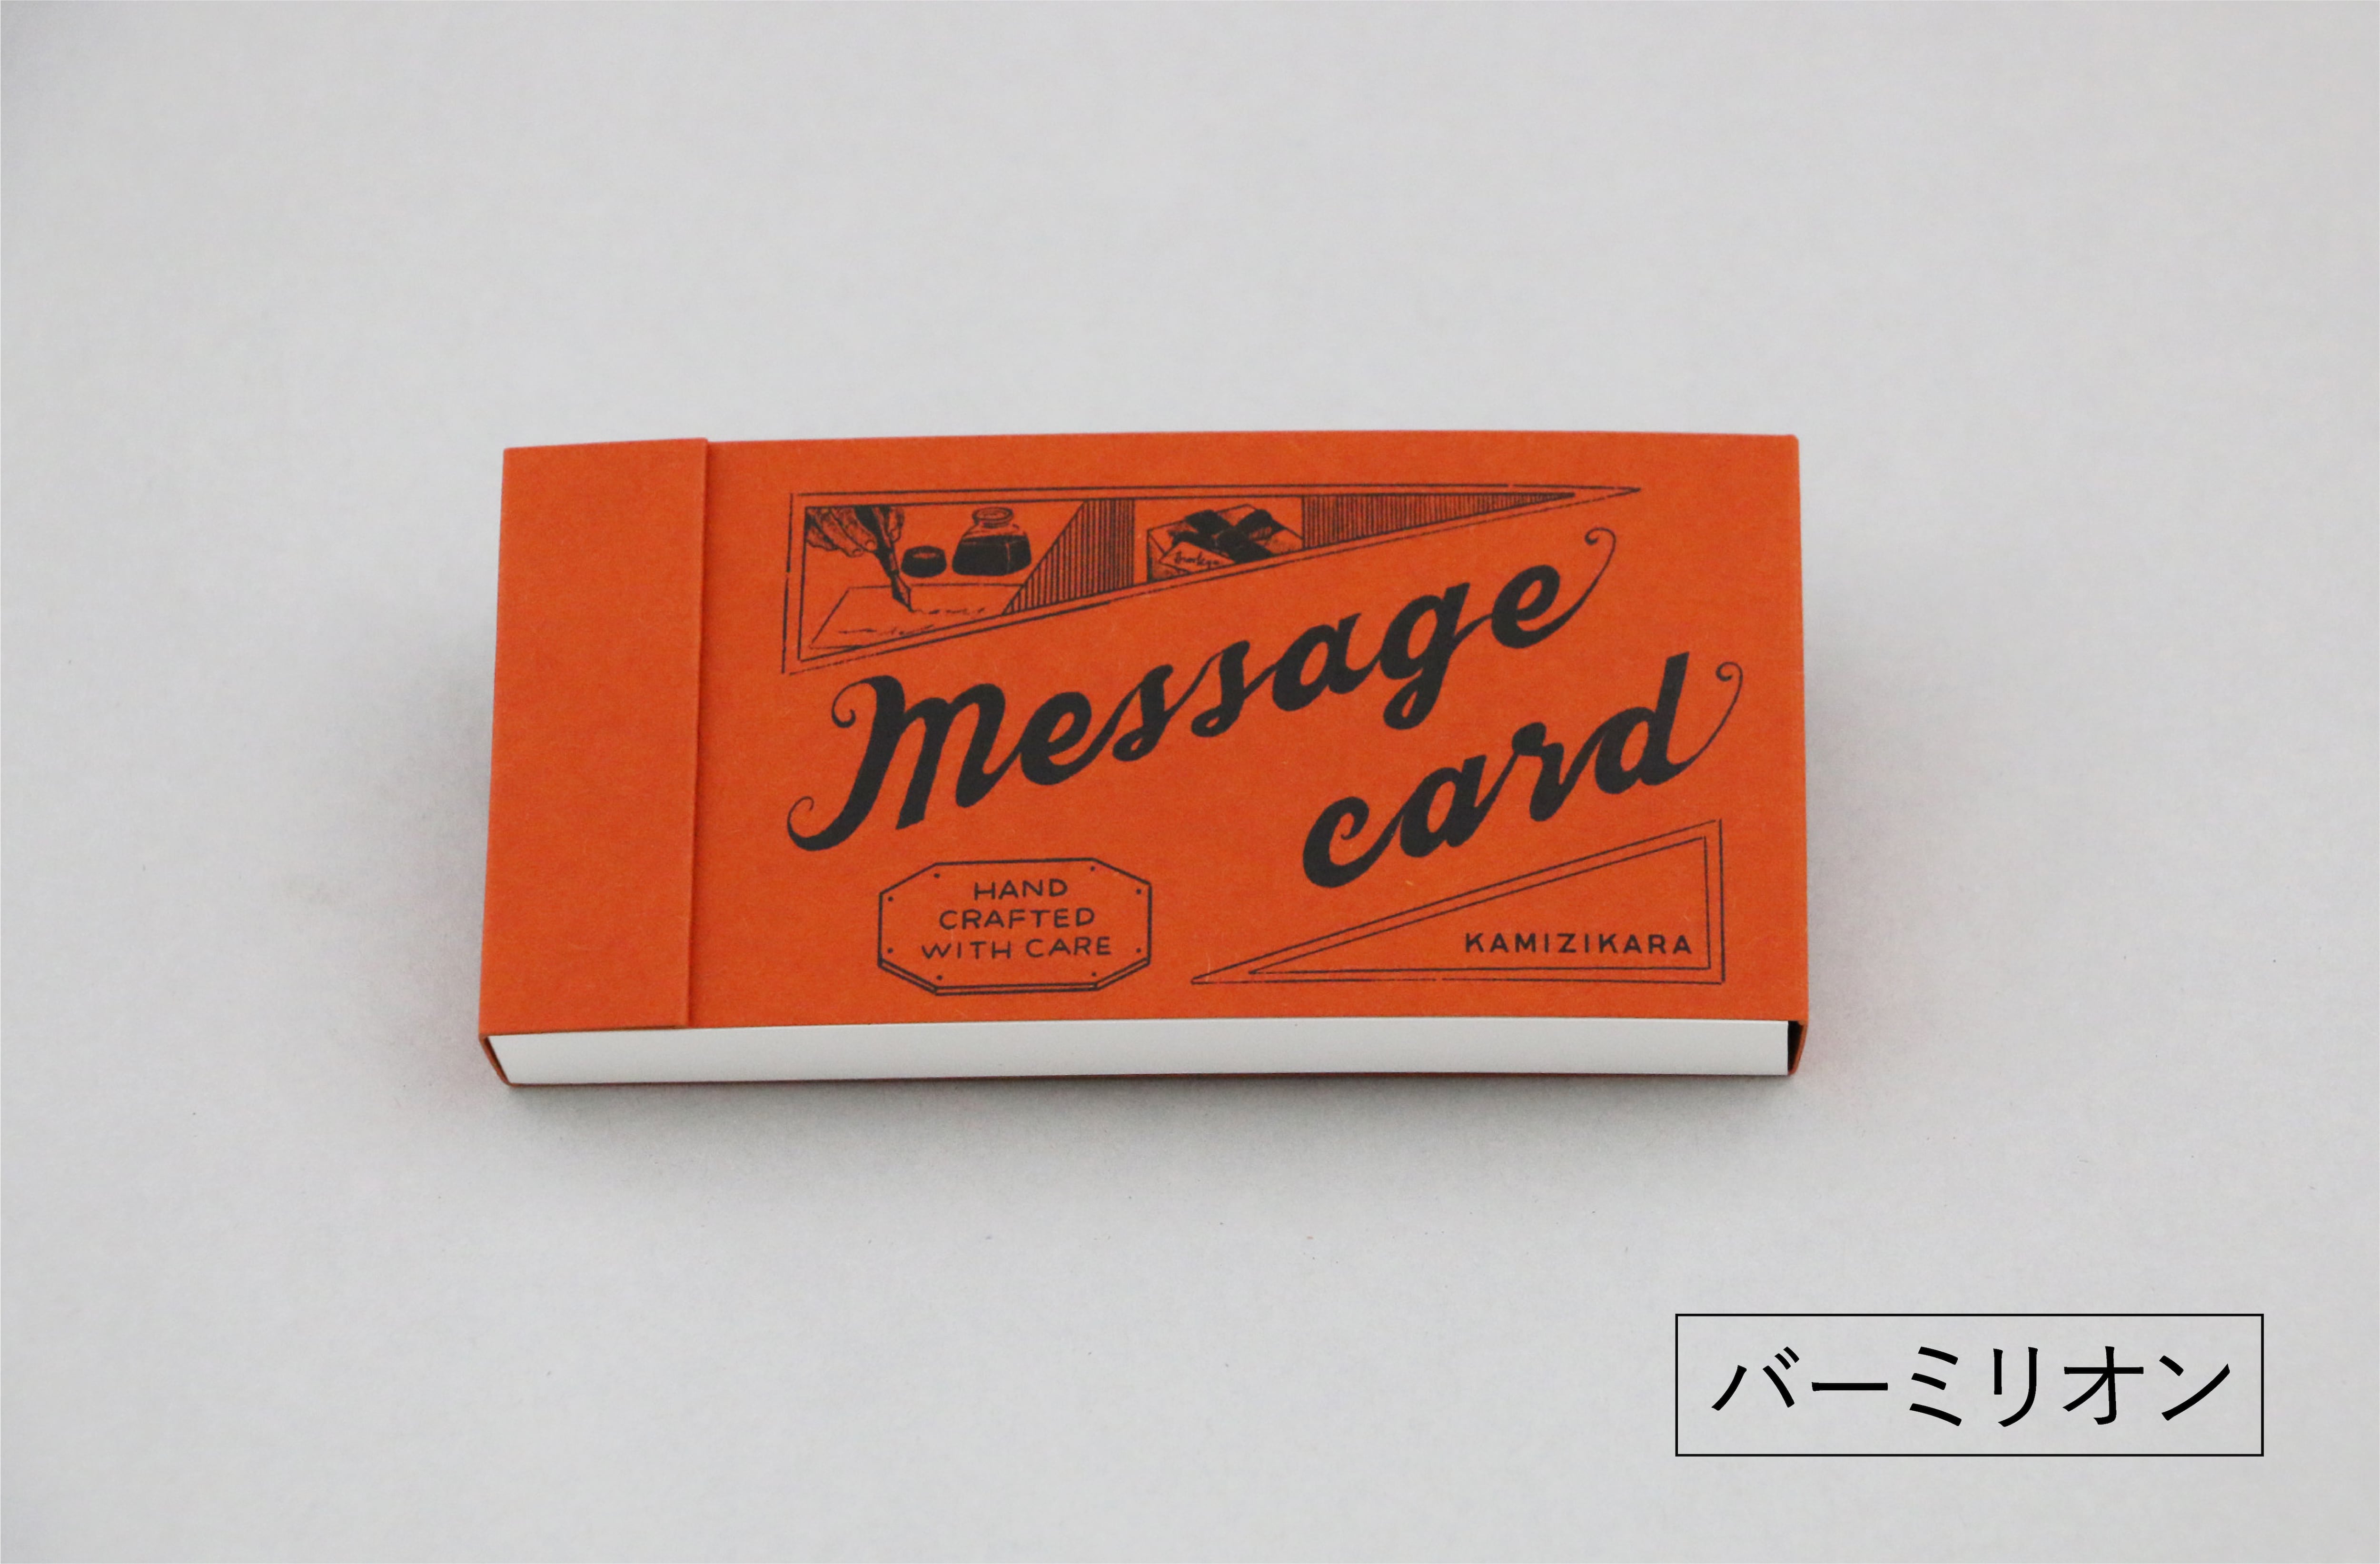 Message
card
HAND
CRAFTED
WITH CARE
KAMIZIKARA
バーミリオン